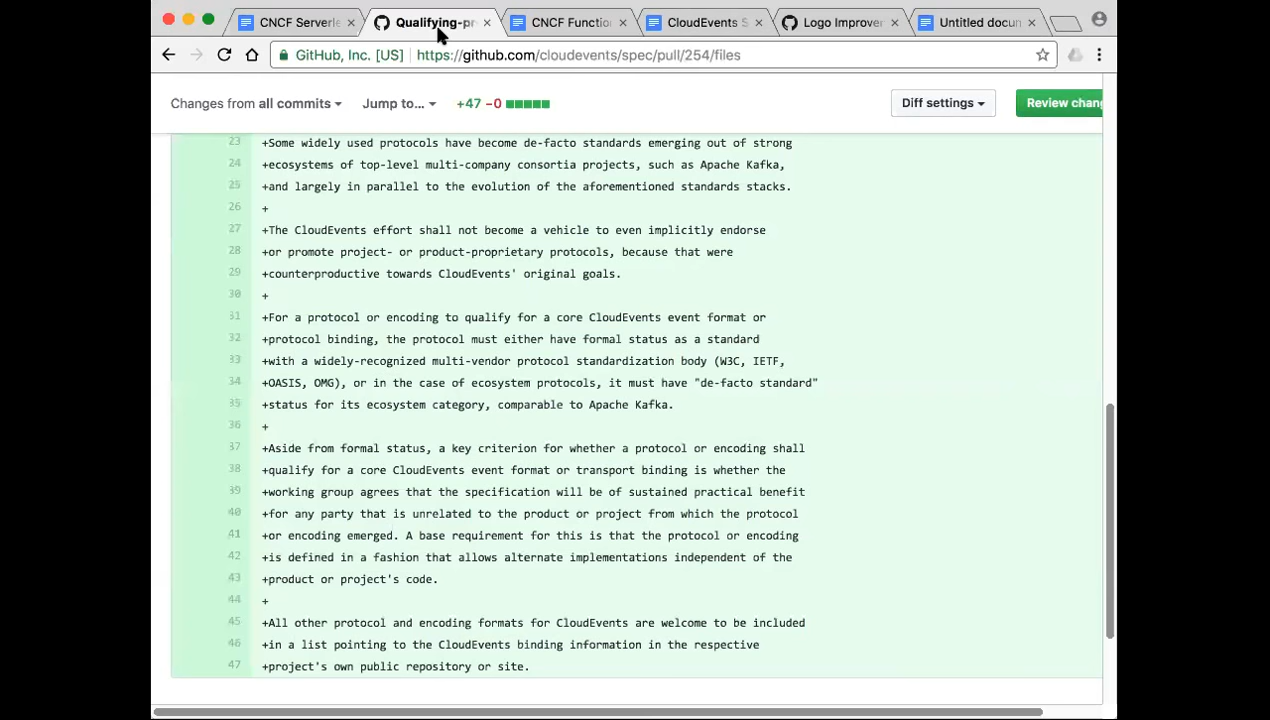 CNCF Serverle
Qualifying-pr
CNCF Functio
CloudEvents S
Logo Improve
Untitled docum
GitHub, Inc. [US] https://github.com/cloudevents/spec/pull/254/files
Changes from all commits Jump to... +47 −0 Diff settings Review chang
23 +Some widely used protocols have become de-facto standards emerging out of strong
24 +ecosystems of top-level multi-company consortia projects, such as Apache Kafka,
25 +and largely in parallel to the evolution of the aforementioned standards stacks.
26 +
27 +The CloudEvents effort shall not become a vehicle to even implicitly endorse
28 +or promote project- or product-proprietary protocols, because that were
29 +counterproductive towards CloudEvents' original goals.
30 +
31 +For a protocol or encoding to qualify for a core CloudEvents event format or
32 +protocol binding, the protocol must either have formal status as a standard
33 +with a widely-recognized multi-vendor protocol standardization body (W3C, IETF,
34 +OASIS, OMG), or in the case of ecosystem protocols, it must have "de-facto standard"
35 +status for its ecosystem category, comparable to Apache Kafka.
36 +
37 +Aside from formal status, a key criterion for whether a protocol or encoding shall
38 +qualify for a core CloudEvents event format or transport binding is whether the
39 +working group agrees that the specification will be of sustained practical benefit
40 +for any party that is unrelated to the product or project from which the protocol
41 +or encoding emerged. A base requirement for this is that the protocol or encoding
42 +is defined in a fashion that allows alternate implementations independent of the
43 +product or project's code.
44 +
45 +All other protocol and encoding formats for CloudEvents are welcome to be included
46 +in a list pointing to the CloudEvents binding information in the respective
47 +project's own public repository or site.